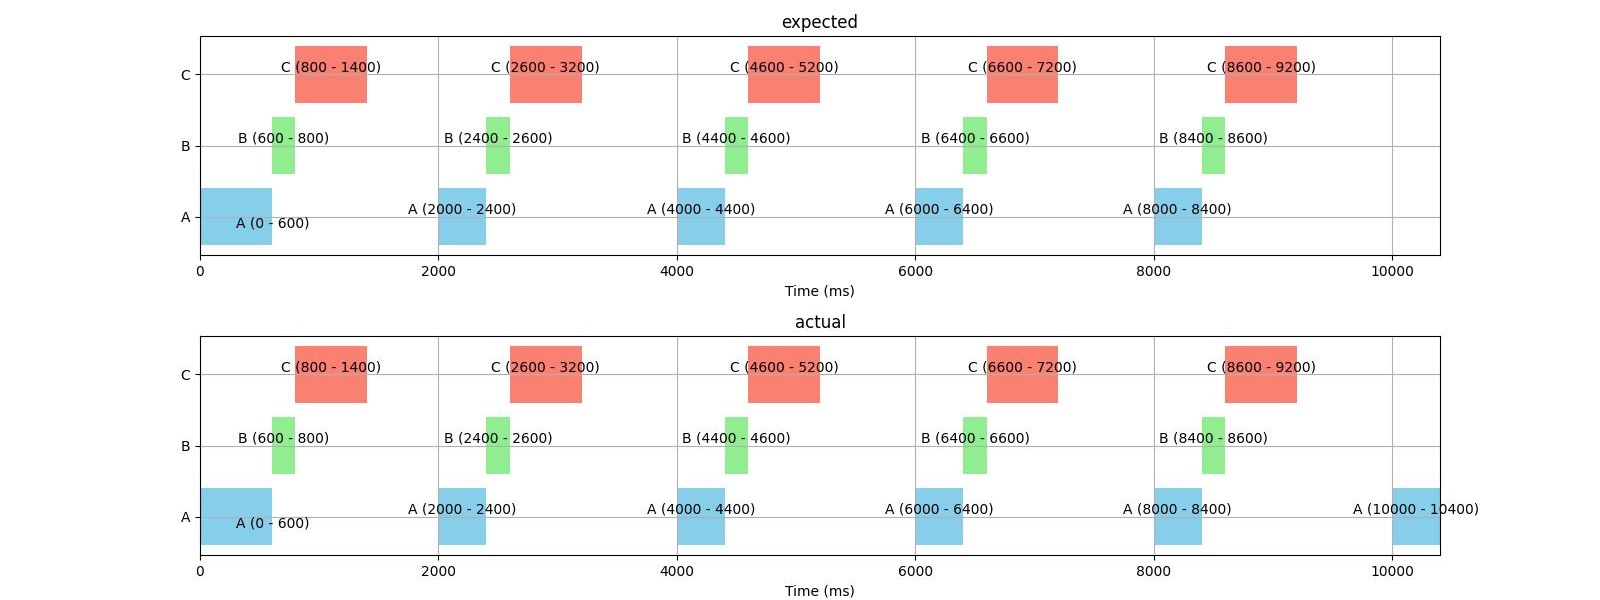 expected
C
C (800 - 1400)
C (2600 - 3200)
C (4600 - 5200)
C (6600 - 7200)
C (8600 - 9200)
B
B (600 - 800)
B (2400 - 2600)
B (4400 - 4600)
B (6400 - 6600)
B (8400 - 8600)
A
A (0 - 600)
A (2000 - 2400)
A (4000 - 4400)
A (6000 - 6400)
A (8000 - 8400)
0 2000 4000 6000 8000 10000
Time (ms)
actual
C
C (800 - 1400)
C (2600 - 3200)
C (4600 - 5200)
C (6600 - 7200)
C (8600 - 9200)
B
B (600 - 800)
B (2400 - 2600)
B (4400 - 4600)
B (6400 - 6600)
B (8400 - 8600)
A
A (0 - 600)
A (2000 - 2400)
A (4000 - 4400)
A (6000 - 6400)
A (8000 - 8400)
A (10000 - 10400)
0 2000 4000 6000 8000 10000
Time (ms)